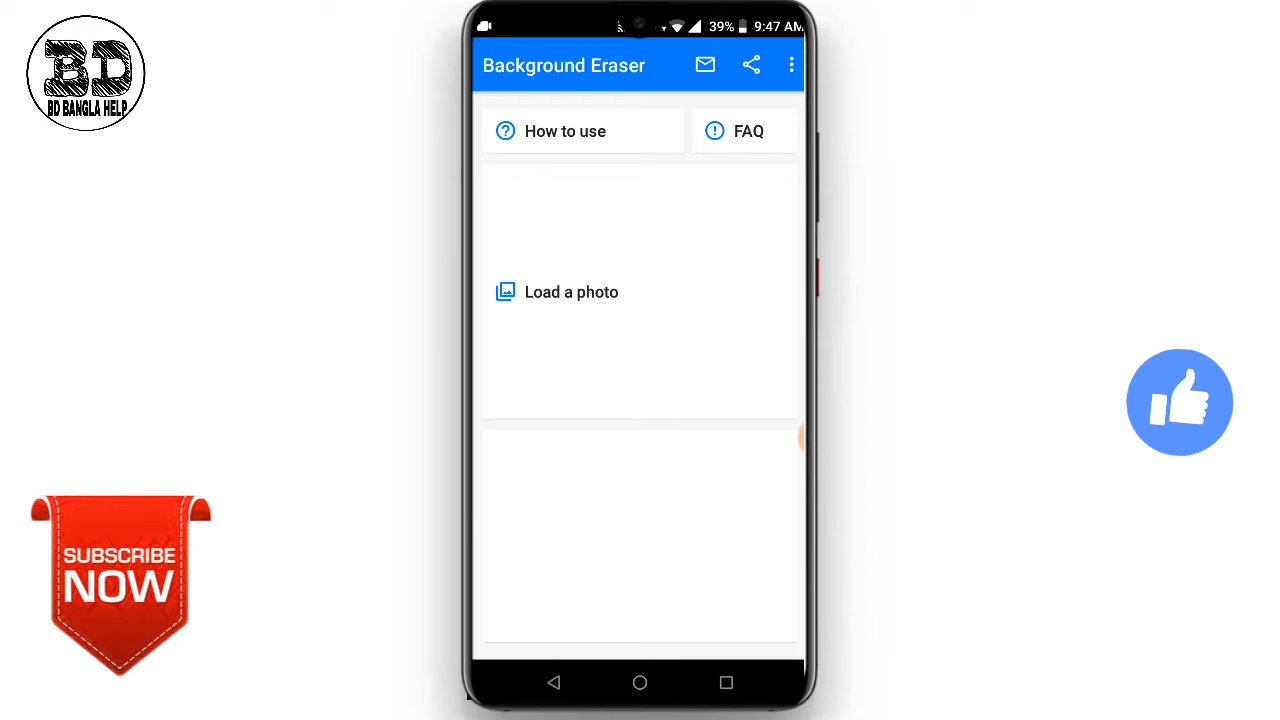 BD
BD BANGLA HELP
39% 9:47 AM
Background Eraser
How to use
FAQ
Load a photo
SUBSCRIBE
NOW